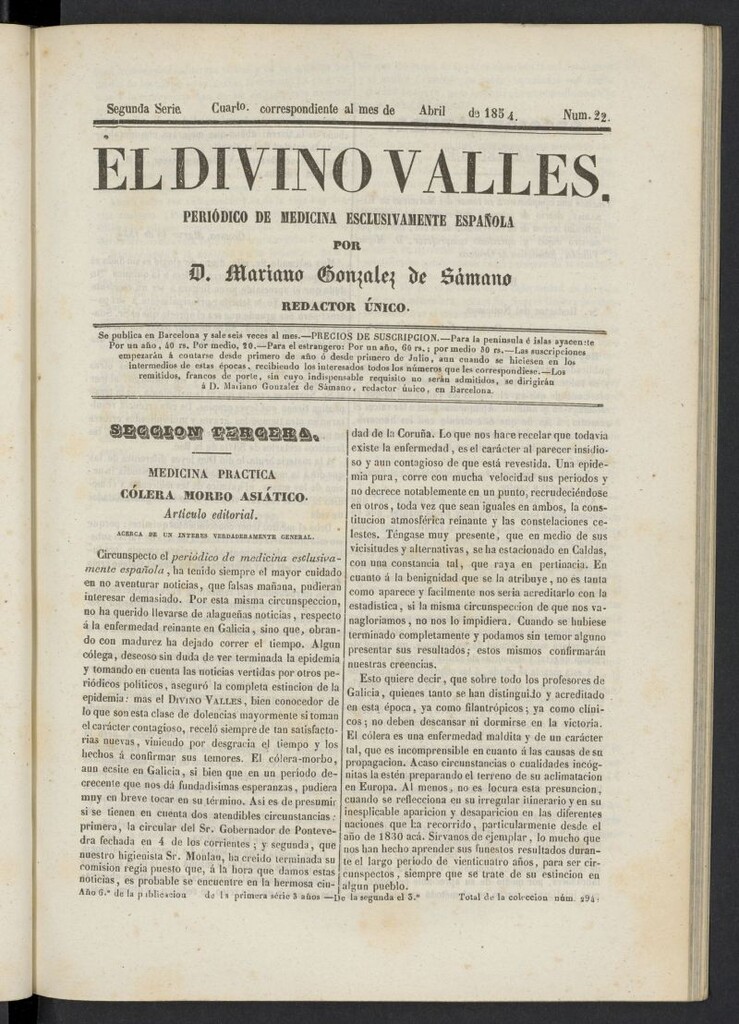 Segunda Serie. Cuarto. correspondiente al mes de Abril de 1854. Num. 22.
EL DIVINO VALLES.
PERIÓDICO DE MEDICINA ESCLUSIVAMENTE ESPAÑOLA
POR
D. Mariano Gonzalez de Sámano
REDACTOR ÚNICO.
Se publica en Barcelona y sale seis veces al mes.—PRECIOS DE SUSCRIPCION.—Para la península é islas ayacente
Por un año, 40 rs. Por medio, 20.—Para el estrangero: Por un año, 60 rs.; por medio 30 rs.—Las suscripciones
empezarán á contarse desde primero de año ó desde primero de Julio, aun cuando se hiciesen en los
intermedios de estas épocas, recibiendo los interesados todos los números que les correspondiese.—Los
remitidos, francos de porte, sin cuyo indispensable requisito no serán admitidos, se dirigirán
á D. Mariano Gonzalez de Sámano, redactor único, en Barcelona.
SECCION TERCERA.
MEDICINA PRACTICA
CÓLERA MORBO ASIÁTICO.
Artículo editorial.
ACERCA DE UN INTERES VERDADERAMENTE GENERAL.
Circunspecto el periódico de medicina esclusiva-
mente española, ha tenido siempre el mayor cuidado
en no aventurar noticias, que falsas mañana, pudieran
interesar demasiado. Por esta misma circunspeccion,
no ha querido llevarse de alagueñas noticias, respecto
á la enfermedad reinante en Galicia, sino que, obran-
do con madurez ha dejado correr el tiempo. Algun
cólega, deseoso sin duda de ver terminada la epidemia
y tomando en cuenta las noticias vertidas por otros pe-
riódicos políticos, aseguró la completa estincion de la
epidemia: mas el DIVINO VALLES, bien conocedor de
lo que son esta clase de dolencias mayormente si toman
el carácter contagioso, receló siempre de tan satisfacto-
rias nuevas, viniendo por desgracia el tiempo y los
hechos á confirmar sus temores. El cólera-morbo,
aun ecsite en Galicia, si bien que en un período de-
crecente que nos dá fundadísimas esperanzas, pudiera
muy en breve tocar en su término. Asi es de presumir
si se tienen en cuenta dos atendibles circunstancias:
primera, la circular del Sr. Gobernador de Ponteve-
dra fechada en 4 de los corrientes; y segunda, que
nuestro higienista Sr. Monlau, ha creido terminada su
comision regia puesto que, á la hora que damos estas
noticias, es probable se encuentre en la hermosa ciu-
dad de la Coruña. Lo que nos hace recelar que todavia
existe la enfermedad, es el carácter al parecer insidio-
so y aun contagioso de que está revestida. Una epide-
mia pura, corre con mucha velocidad sus periodos y
no decrece notablemente en un punto, recrudeciéndose
en otros, toda vez que sean iguales en ámbos, la cons-
titucion atmosférica reinante y las constelaciones ce-
lestes. Téngase muy presente, que en medio de sus
vicisitudes y alternativas, se ha estacionado en Caldas,
con una constancia tal, que raya en pertinacia. En
cuanto á la benignidad que se la atribuye, no es tanta
como aparece y facilmente nos seria acreditarlo con la
estadística, si la misma circunspeccion de que nos va-
nagloriamos, no nos lo impidiera. Cuando se hubiese
terminado completamente y podamos sin temor alguno
presentar sus resultados; estos mismos confirmarán
nuestras creencias.
Esto quiere decir, que sobre todo los profesores de
Galicia, quienes tanto se han distinguido y acreditado
en esta época, ya como filantrópicos; ya como clíni-
cos; no deben descansar ni dormirse en la victoria.
El cólera es una enfermedad maldita y de un carácter
tal, que es incomprensible en cuanto á las causas de su
propagacion. Acaso circunstancias o cualidades incóg-
nitas la estén preparando el terreno de su aclimatacion
en Europa. Al menos, no es locura esta presuncion,
cuando se reflecciona en su irregular itinerario y en su
inesplicable aparicion y desaparicion en las diferentes
naciones que ha recorrido, particularmente desde el
año de 1830 acá. Sírvanos de ejemplar, lo mucho que
nos han hecho aprender sus funestos resultados duran-
te el largo período de vienticuatro años, para ser cir-
cunspectos, siempre que se trate de su estincion en
algun pueblo.
Año 6.º de la publicacion de la primera série 3 años —De la segunda el 3.º Total de la coleccion núm. 294.